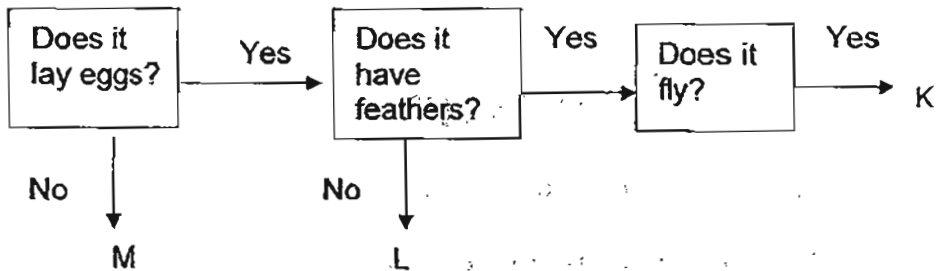 Does it
lay eggs?
Yes
Does it
have
feathers?
Yes
Does it
fly?
Yes
K
No
M
No
L